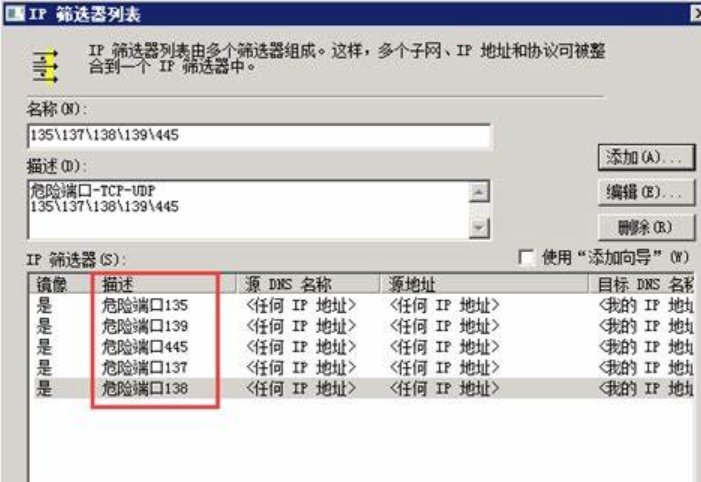 IP 筛选器列表
IP 筛选器列表由多个筛选器组成。这样，多个子网、IP 地址和协议可被整
合到一个 IP 筛选器中。
名称(N):
135\137\138\139\445
添加(A)...
描述(D):
危险端口-TCP-UDP
135\137\138\139\445
编辑(E)...
删除(R)
IP 筛选器(S):
使用“添加向导”(W)
镜像 描述 源 DNS 名称 源地址 目标 DNS 名称
是 危险端口135 <任何 IP 地址> <任何 IP 地址> <我的 IP 地址
是 危险端口139 <任何 IP 地址> <任何 IP 地址> <我的 IP 地址
是 危险端口445 <任何 IP 地址> <任何 IP 地址> <我的 IP 地址
是 危险端口137 <任何 IP 地址> <任何 IP 地址> <我的 IP 地址
是 危险端口138 <任何 IP 地址> <任何 IP 地址> <我的 IP 地址